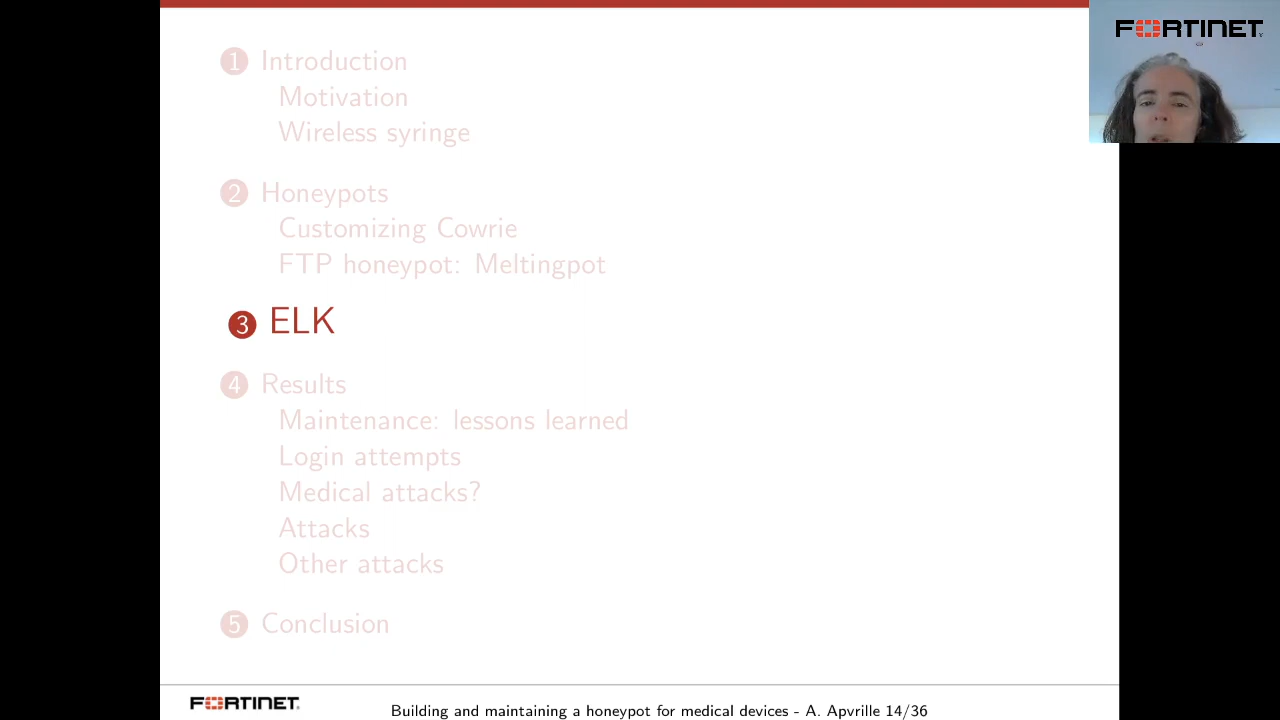 FORTINET
1 Introduction
Motivation
Wireless syringe
2 Honeypots
Customizing Cowrie
FTP honeypot: Meltingpot
3 ELK
4 Results
Maintenance: lessons learned
Login attempts
Medical attacks?
Attacks
Other attacks
5 Conclusion
FORTINET
Building and maintaining a honeypot for medical devices - A. Apvrille 14/36